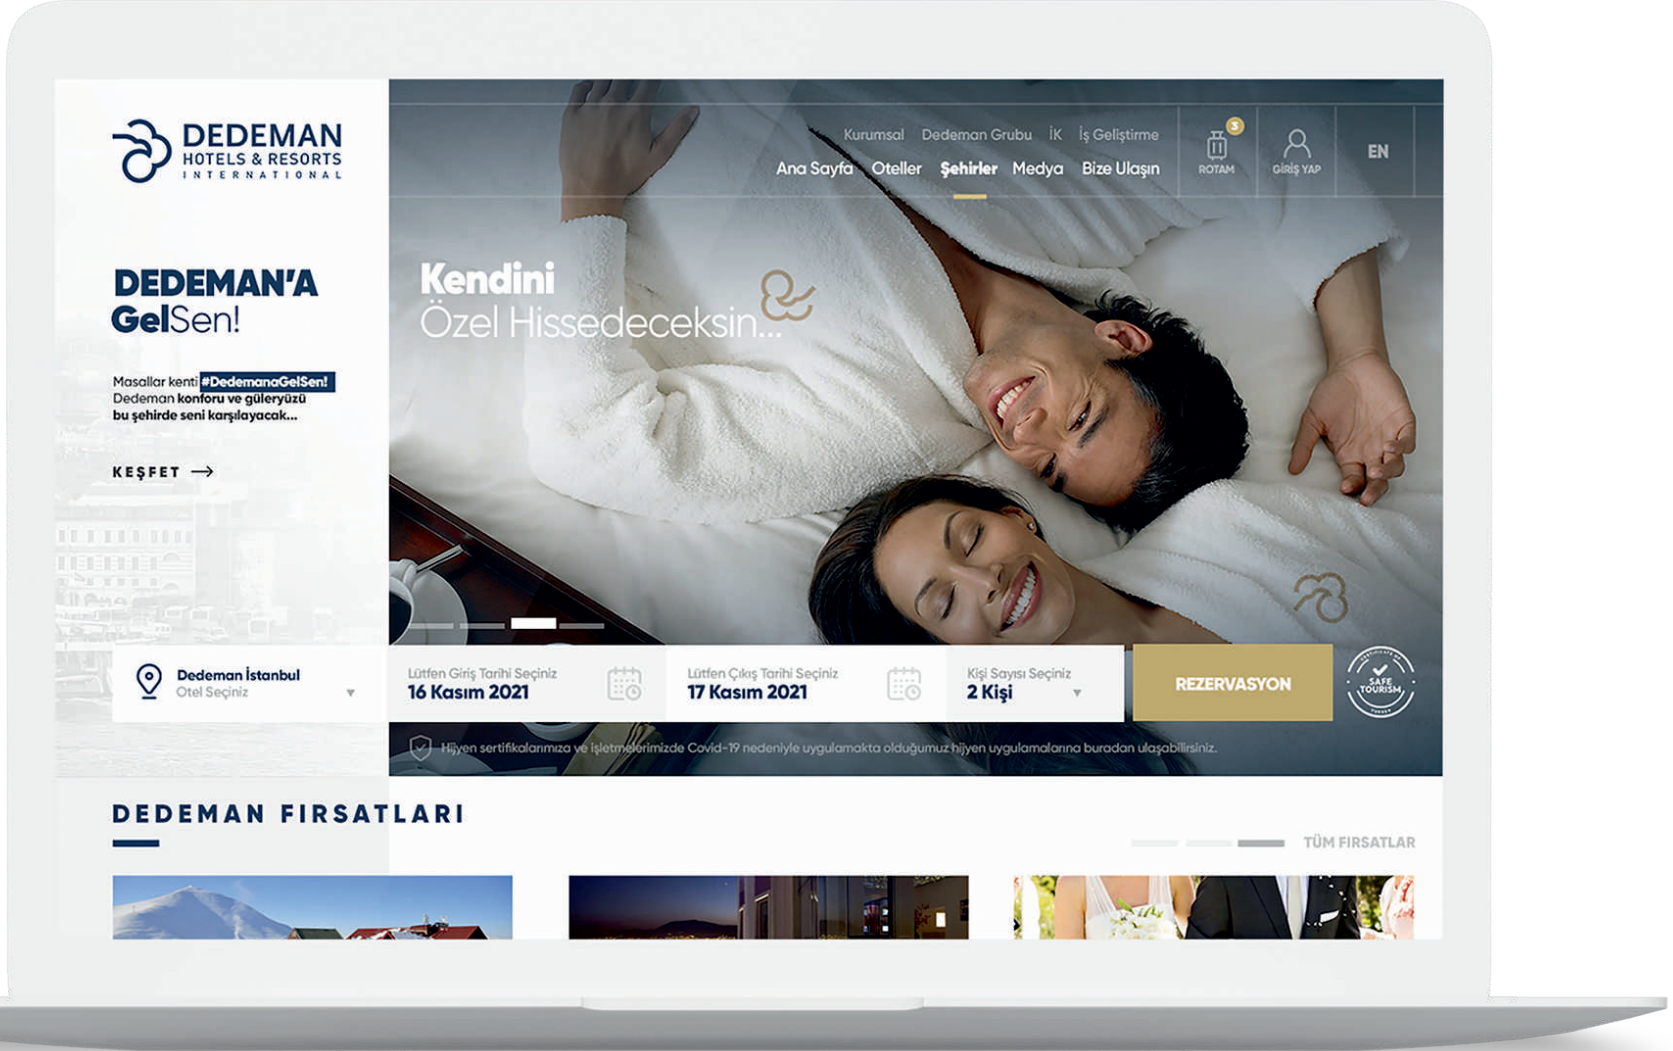 DEDEMAN
HOTELS & RESORTS
INTERNATIONAL
Kurumsal Dedeman Grubu İK İş Geliştirme
Ana Sayfa Oteller Şehirler Medya Bize Ulaşın
3
ROTAM
GİRİŞ YAP
EN
DEDEMAN'A
GelSen!
Masallar kenti #DedemanaGelSen!
Dedeman konforu ve güleryüzü
bu şehirde seni karşılayacak...
KEŞFET →
Kendini
Özel Hissedeceksin...
Dedeman İstanbul
Otel Seçiniz
Lütfen Giriş Tarihi Seçiniz
16 Kasım 2021
Lütfen Çıkış Tarihi Seçiniz
17 Kasım 2021
Kişi Sayısı Seçiniz
2 Kişi
REZERVASYON
SAFE
TOURISM
Hijyen sertifikalarımıza ve işletmelerimizde Covid-19 nedeniyle uygulamakta olduğumuz hijyen uygulamalarına buradan ulaşabilirsiniz.
DEDEMAN FIRSATLARI
TÜM FIRSATLAR